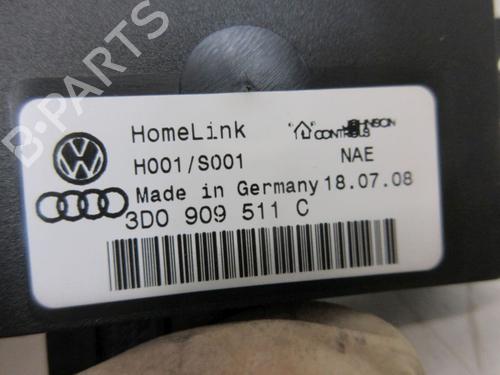 HomeLink
JOHNSON CONTROLS
H001/S001 NAE
Made in Germany 18.07.08
3D0 909 511 C
B-PARTS